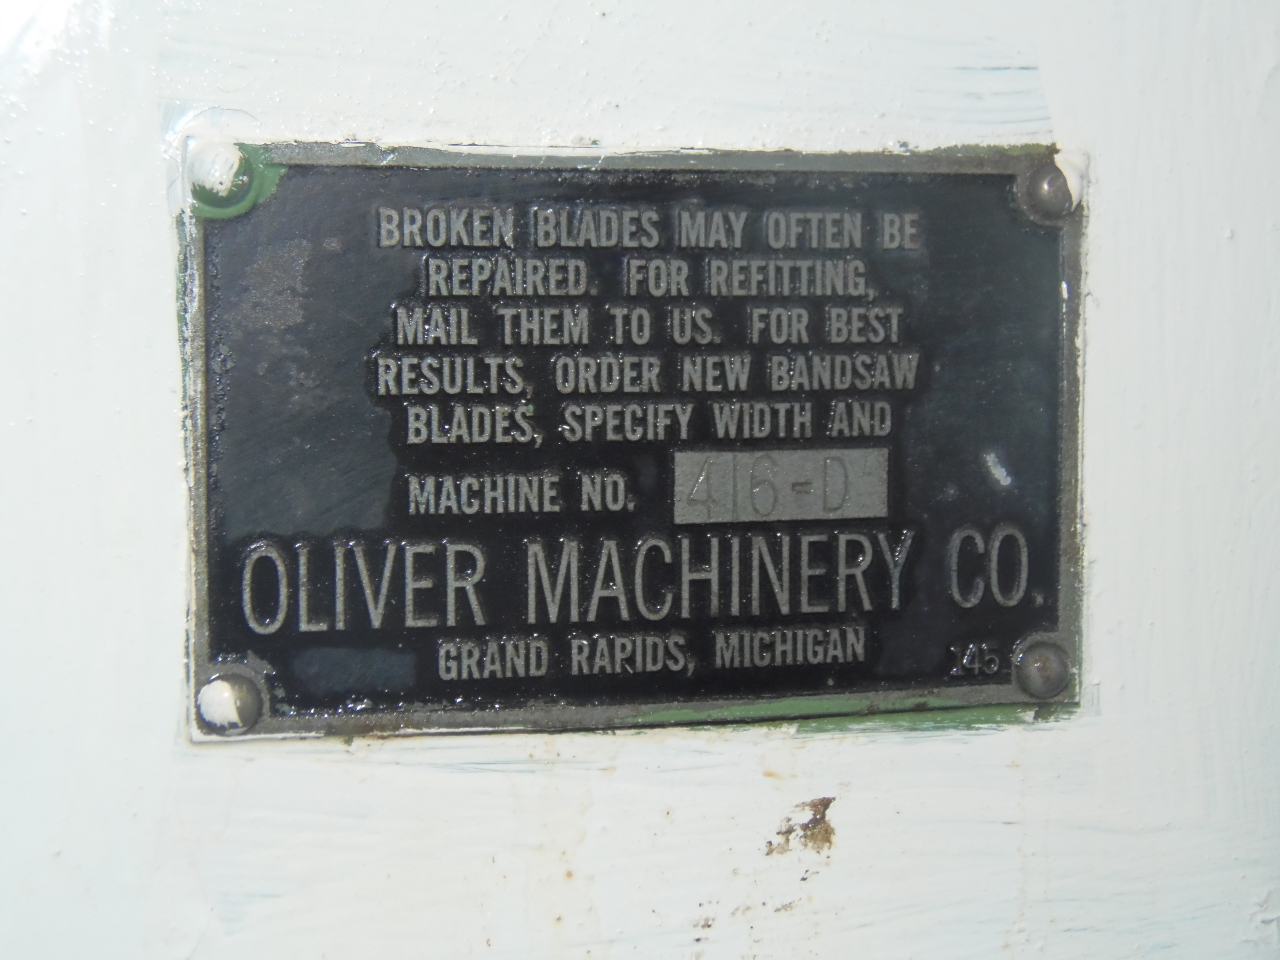 BROKEN BLADES MAY OFTEN BE
REPAIRED. FOR REFITTING,
MAIL THEM TO US. FOR BEST
RESULTS, ORDER NEW BANDSAW
BLADES, SPECIFY WIDTH AND
MACHINE NO. 416-D
OLIVER MACHINERY CO.
GRAND RAPIDS, MICHIGAN
145